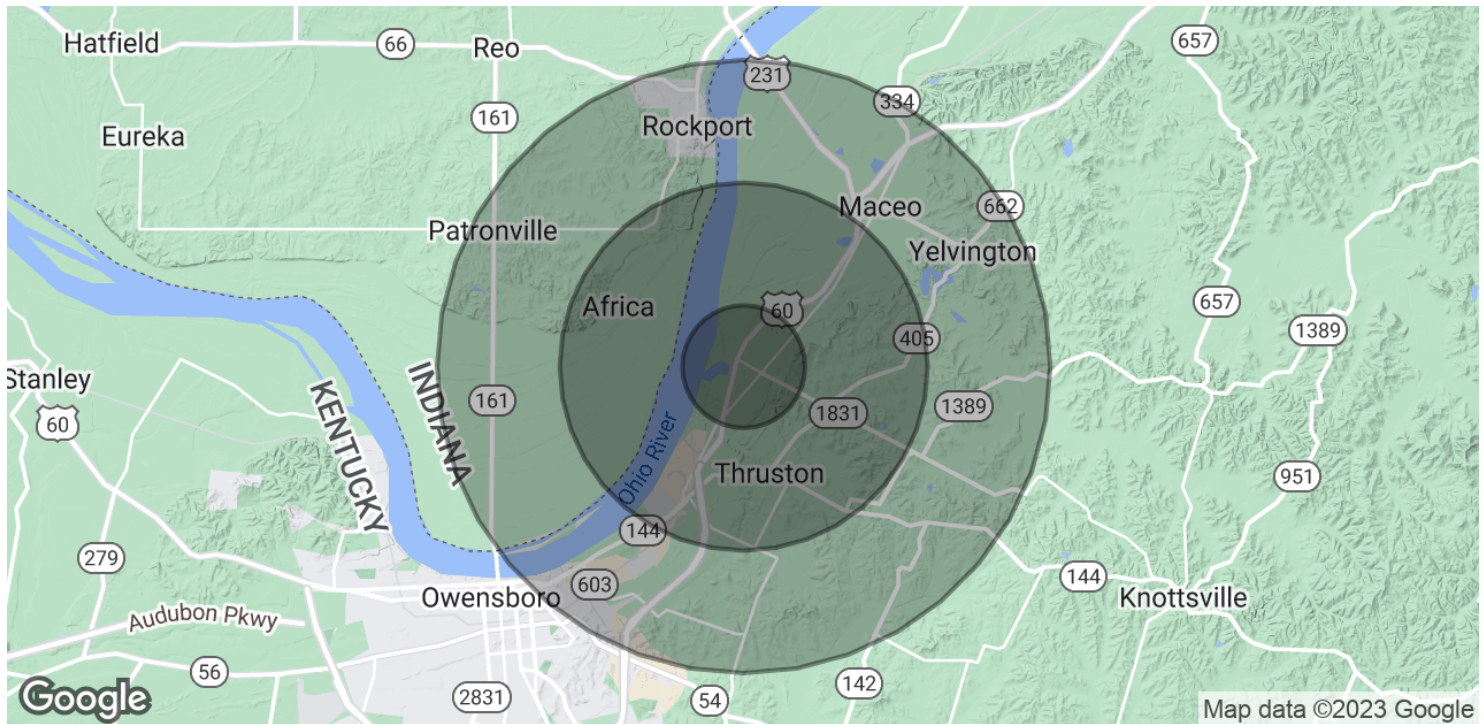 Hatfield
66
Reo
231
657
334
161
Rockport
Eureka
Maceo
662
Patronville
Yelvington
Africa
60
657
405
1389
Stanley
60
KENTUCKY
INDIANA
161
1831
1389
Ohio River
Thruston
951
144
279
603
144
Owensboro
Knottsville
Audubon Pkwy
56
2831
54
142
Google
Map data ©2023 Google